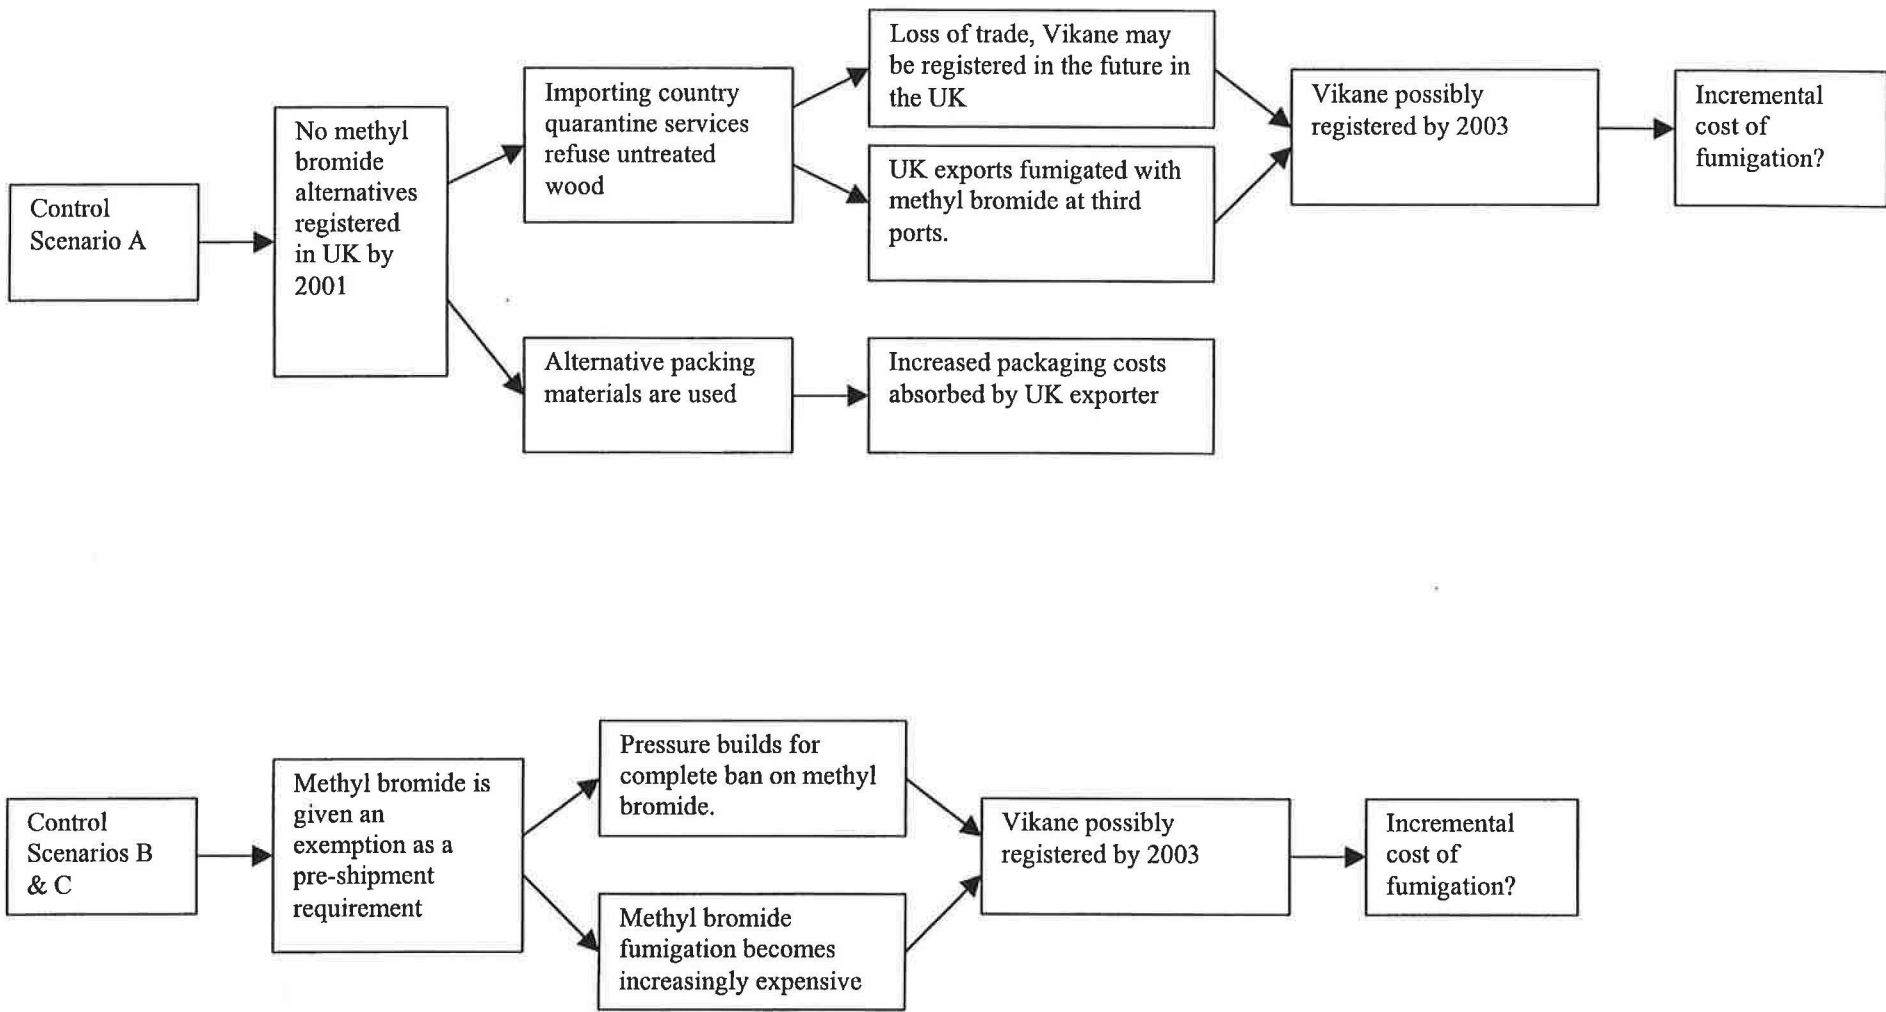 Control
Scenario A
No methyl
bromide
alternatives
registered
in UK by
2001
Importing country
quarantine services
refuse untreated
wood
Loss of trade, Vikane may
be registered in the future in
the UK
UK exports fumigated with
methyl bromide at third
ports.
Vikane possibly
registered by 2003
Incremental
cost of
fumigation?
Alternative packing
materials are used
Increased packaging costs
absorbed by UK exporter
Control
Scenarios B
& C
Methyl bromide is
given an
exemption as a
pre-shipment
requirement
Pressure builds for
complete ban on methyl
bromide.
Methyl bromide
fumigation becomes
increasingly expensive
Vikane possibly
registered by 2003
Incremental
cost of
fumigation?